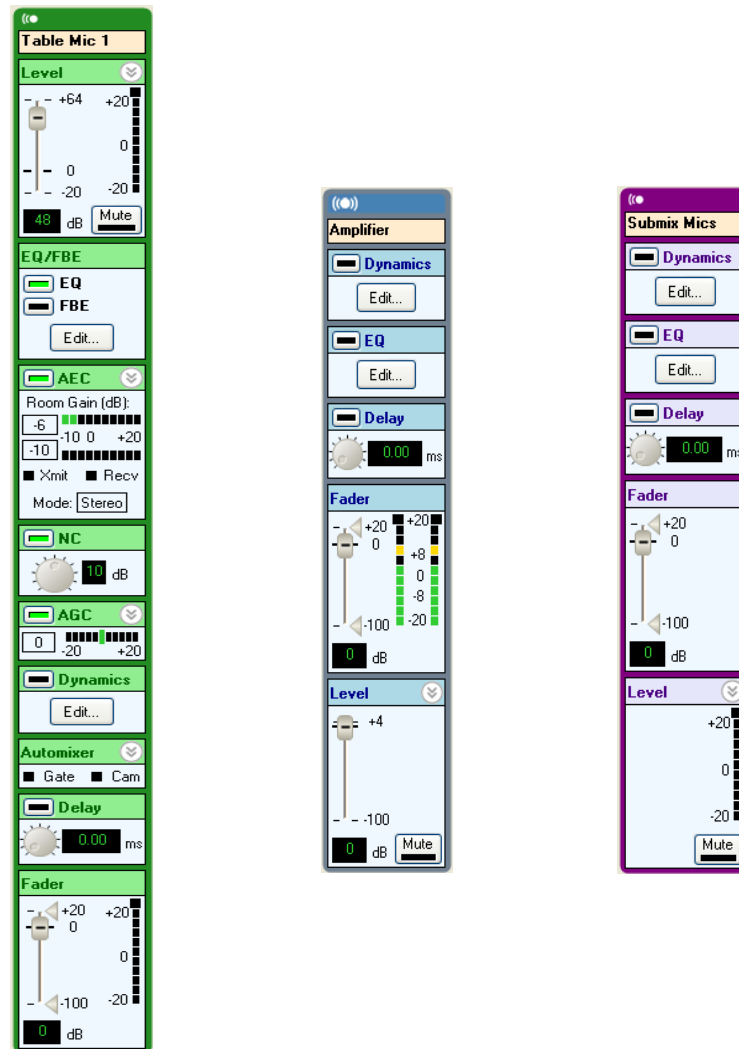 Table Mic 1
Level
+64 +20
0
0
-20 -20
48 dB Mute
EQ/FBE
EQ
FBE
Edit...
AEC
Room Gain (dB):
-6
-10 0 +20
-10
Xmit Recv
Mode: Stereo
NC
10 dB
AGC
0 -20 +20
Dynamics
Edit...
Automixer
Gate Cam
Delay
0.00 ms
Fader
+20 +20
0
0
-100 -20
0 dB
Amplifier
Dynamics
Edit...
EQ
Edit...
Delay
0.00 ms
Fader
+20 +20
0 +8
0
-8
-100 -20
0 dB
Level
+4
-100
0 dB Mute
Submix Mics
Dynamics
Edit...
EQ
Edit...
Delay
0.00
Fader
+20
0
-100
0 dB
Level
+20
0
-20
Mute